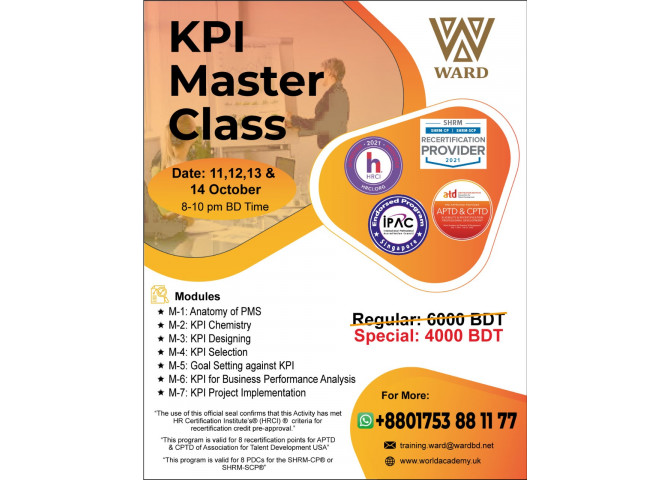 KPI
Master
Class
WARD
Date: 11,12,13 &
14 October
8-10 pm BD Time
- 2021 -
h
HRCI
HRCI.ORG
SHRM
SHRM-CP | SHRM-SCP
RECERTIFICATION
PROVIDER
2021
Endorsed Program
iPAC
Singapore
atd
APTD & CPTD
Modules
★ M-1: Anatomy of PMS
★ M-2: KPI Chemistry
★ M-3: KPI Designing
★ M-4: KPI Selection
★ M-5: Goal Setting against KPI
★ M-6: KPI for Business Performance Analysis
★ M-7: KPI Project Implementation
Regular: 6000 BDT
Special: 4000 BDT
"The use of this official seal confirms that this Activity has met
HR Certification Institute's® (HRCI) ® criteria for
recertification credit pre-approval."
"This program is valid for 8 recertification points for APTD
& CPTD of Association for Talent Development USA"
"This program is valid for 8 PDCs for the SHRM-CP® or
SHRM-SCP®"
For More:
+8801753 88 11 77
training.ward@wardbd.net
www.worldacademy.uk